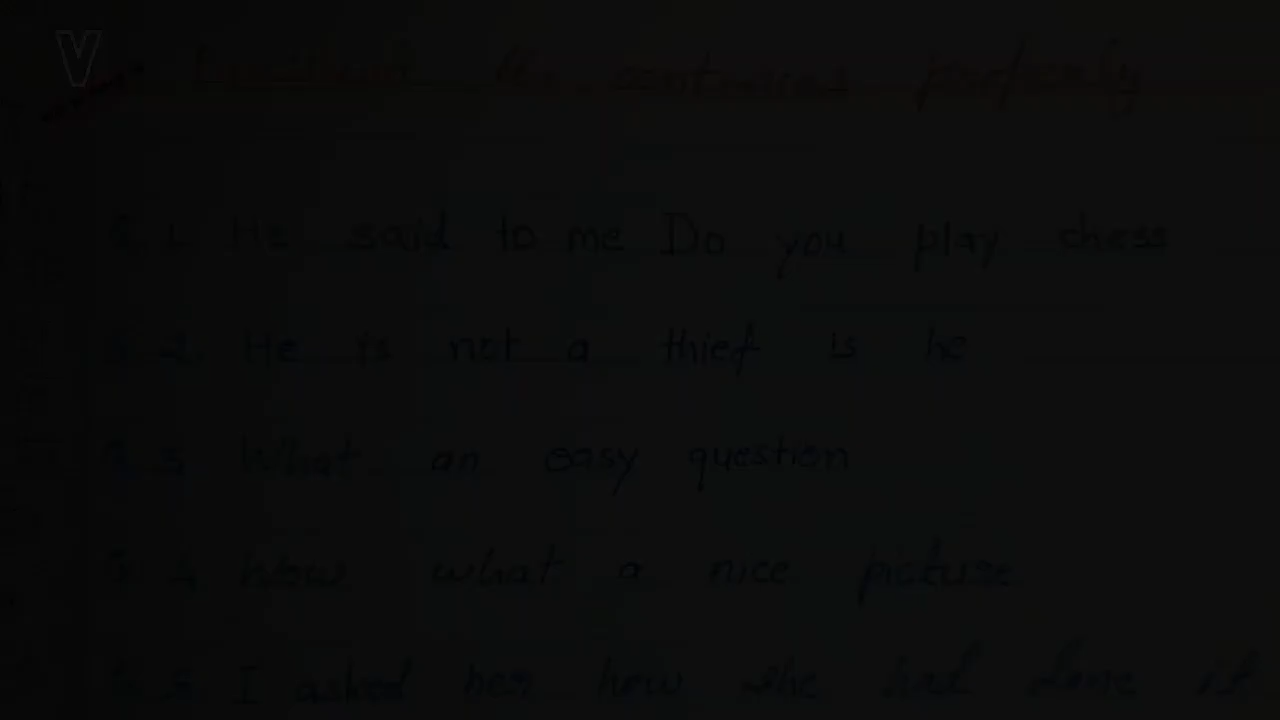 V
the sentences perfectly
Q.1 He said to me Do you play chess
Q.2 He is not a thief is he
Q.3 What an easy question
Q.4 How what a nice picture
Q.5 I asked her how she had done it